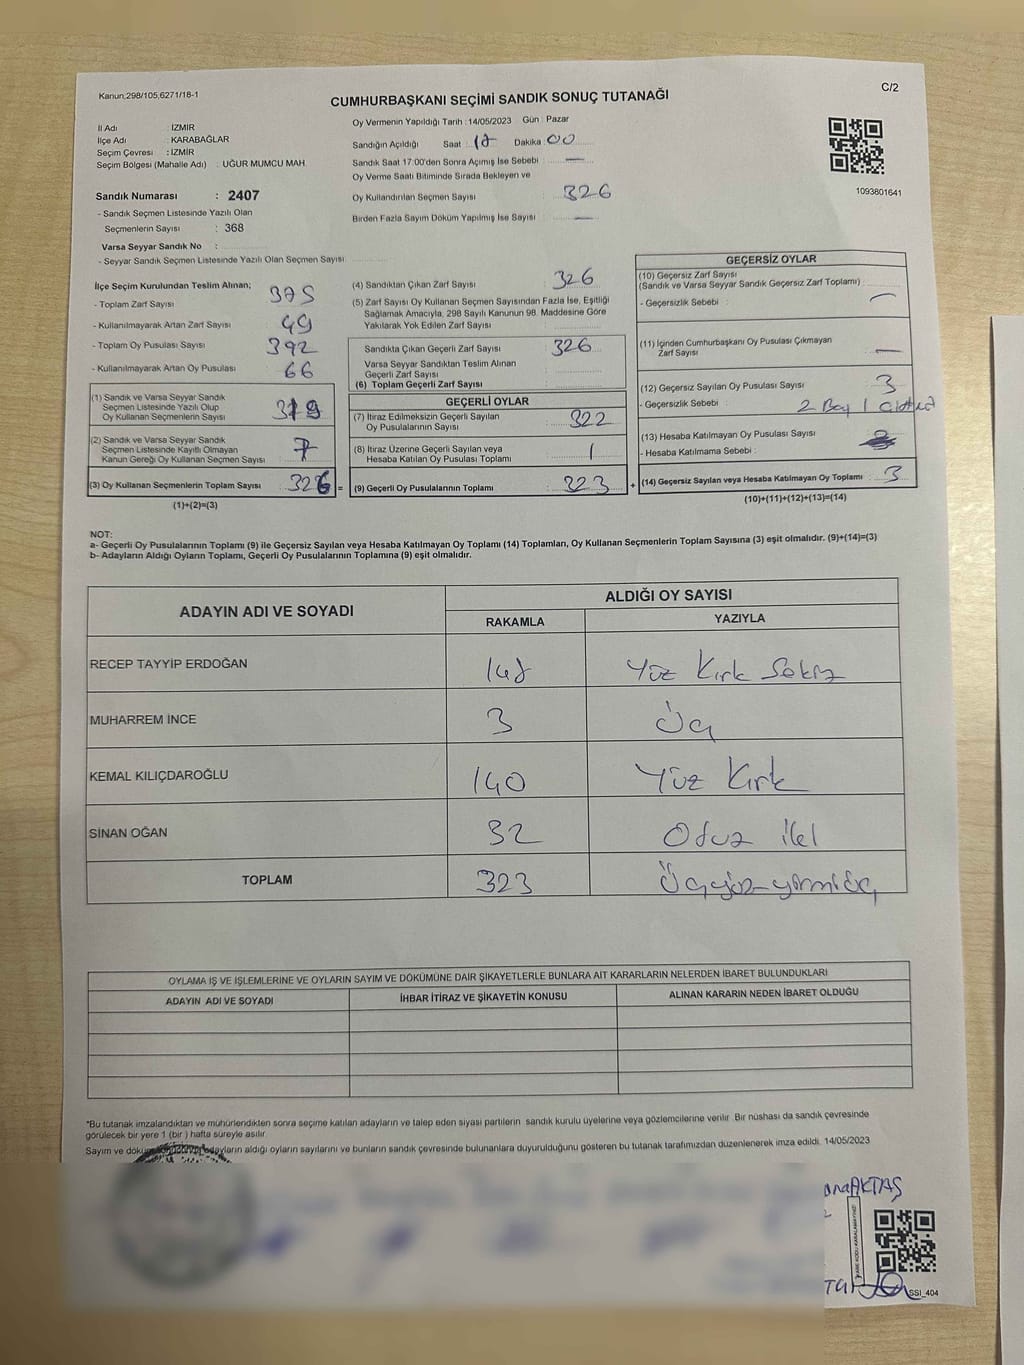 Kanun,298/105,6271/18-1
C/2
CUMHURBAŞKANI SEÇİMİ SANDIK SONUÇ TUTANAĞI
İl Adı : İZMİR
İlçe Adı : KARABAĞLAR
Seçim Çevresi : İZMİR
Seçim Bölgesi (Mahalle Adı) : UĞUR MUMCU MAH.
Sandık Numarası : 2407
- Sandık Seçmen Listesinde Yazılı Olan
Seçmenlerin Sayısı : 368
Varsa Seyyar Sandık No :
- Seyyar Sandık Seçmen Listesinde Yazılı Olan Seçmen Sayısı:
Oy Vermenin Yapıldığı Tarih : 14/05/2023 Gün : Pazar
Sandığın Açıldığı Saat : 17 Dakika : 00
Sandık Saat 17:00'den Sonra Açılmış İse Sebebi : —
Oy Verme Saati Bitiminde Sırada Bekleyen ve
Oy Kullandırılan Seçmen Sayısı : 326
Birden Fazla Sayım Döküm Yapılmış İse Sayısı : —
1093801641
İlçe Seçim Kurulundan Teslim Alınan;
- Toplam Zarf Sayısı : 375
- Kullanılmayarak Artan Zarf Sayısı : 49
- Toplam Oy Pusulası Sayısı : 392
- Kullanılmayarak Artan Oy Pusulası : 66
(1) Sandık ve Varsa Seyyar Sandık
Seçmen Listesinde Yazılı Olup
Oy Kullanan Seçmenlerin Sayısı : 319
(2) Sandık ve Varsa Seyyar Sandık
Seçmen Listesinde Kayıtlı Olmayan
Kanun Gereği Oy Kullanan Seçmen Sayısı : 7
(3) Oy Kullanan Seçmenlerin Toplam Sayısı : 326 =
(1)+(2)=(3)
(4) Sandıktan Çıkan Zarf Sayısı : 326
(5) Zarf Sayısı Oy Kullanan Seçmen Sayısından Fazla İse, Eşitliği
Sağlamak Amacıyla, 298 Sayılı Kanunun 98. Maddesine Göre
Yakılarak Yok Edilen Zarf Sayısı :
Sandıkta Çıkan Geçerli Zarf Sayısı : 326
Varsa Seyyar Sandıktan Teslim Alınan
Geçerli Zarf Sayısı :
(6) Toplam Geçerli Zarf Sayısı :
GEÇERLİ OYLAR
(7) İtiraz Edilmeksizin Geçerli Sayılan
Oy Pusulalarının Sayısı : 322
(8) İtiraz Üzerine Geçerli Sayılan veya
Hesaba Katılan Oy Pusulası Toplamı : 1
(9) Geçerli Oy Pusulalarının Toplamı : 323 +
GEÇERSİZ OYLAR
(10) Geçersiz Zarf Sayısı
(Sandık ve Varsa Seyyar Sandık Geçersiz Zarf Toplamı) :
- Geçersizlik Sebebi : —
(11) İçinden Cumhurbaşkanı Oy Pusulası Çıkmayan
Zarf Sayısı : —
(12) Geçersiz Sayılan Oy Pusulası Sayısı : 3
- Geçersizlik Sebebi : 2 Boş 1
(13) Hesaba Katılmayan Oy Pusulası Sayısı :
- Hesaba Katılmama Sebebi :
(14) Geçersiz Sayılan veya Hesaba Katılmayan Oy Toplamı : 3
(10)+(11)+(12)+(13)=(14)
NOT:
a- Geçerli Oy Pusulalarının Toplamı (9) ile Geçersiz Sayılan veya Hesaba Katılmayan Oy Toplamı (14) Toplamları, Oy Kullanan Seçmenlerin Toplam Sayısına (3) eşit olmalıdır. (9)+(14)=(3)
b- Adayların Aldığı Oyların Toplamı, Geçerli Oy Pusulalarının Toplamına (9) eşit olmalıdır.
ADAYIN ADI VE SOYADI
ALDIĞI OY SAYISI
RAKAMLA YAZIYLA
RECEP TAYYİP ERDOĞAN 148 Yüz Kırk Sekiz
MUHARREM İNCE 3 Üç
KEMAL KILIÇDAROĞLU 140 Yüz Kırk
SİNAN OĞAN 32 Otuz iki
TOPLAM 323 Üçyüz yirmiüç
OYLAMA İŞ VE İŞLEMLERİNE VE OYLARIN SAYIM VE DÖKÜMÜNE DAİR ŞİKAYETLERLE BUNLARA AİT KARARLARIN NELERDEN İBARET BULUNDUKLARI
ADAYIN ADI VE SOYADI İHBAR İTİRAZ VE ŞİKAYETİN KONUSU ALINAN KARARIN NEDEN İBARET OLDUĞU
*Bu tutanak imzalandıktan ve mühürlendikten sonra seçime katılan adayların ve talep eden siyasi partilerin sandık kurulu üyelerine veya gözlemcilerine verilir. Bir nüshası da sandık çevresinde
görülecek bir yere 1 (bir ) hafta süreyle asılır.
Sayım ve döküm adayların aldığı oyların sayılarını ve bunların sandık çevresinde bulunanlara duyurulduğunu gösteren bu tutanak tarafımızdan düzenlenerek imza edildi. 14/05/2023
AKTAŞ
KARE KODU KARALAMAYINIZ
SSI_404